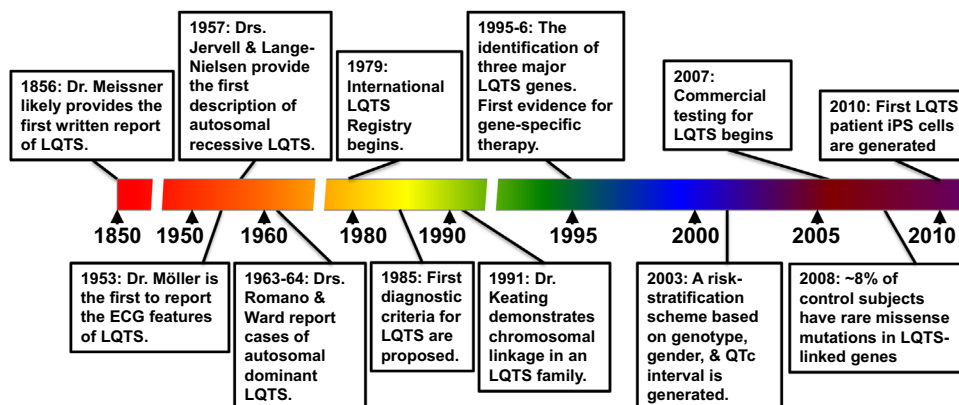 1856: Dr. Meissner
likely provides the
first written report
of LQTS.
1957: Drs.
Jervell & Lange-
Nielsen provide
the first
description of
autosomal
recessive LQTS.
1979:
International
LQTS
Registry
begins.
1995-6: The
identification of
three major
LQTS genes.
First evidence for
gene-specific
therapy.
2007:
Commercial
testing for
LQTS begins
2010: First LQTS
patient iPS cells
are generated
1850
1950
1960
1980
1990
1995
2000
2005
2010
1953: Dr. Möller is
the first to report
the ECG features
of LQTS.
1963-64: Drs.
Romano &
Ward report
cases of
autosomal
dominant
LQTS.
1985: First
diagnostic
criteria for
LQTS are
proposed.
1991: Dr.
Keating
demonstrates
chromosomal
linkage in an
LQTS family.
2003: A risk-
stratification
scheme based
on genotype,
gender, & QTc
interval is
generated.
2008: ~8% of
control subjects
have rare missense
mutations in LQTS-
linked genes